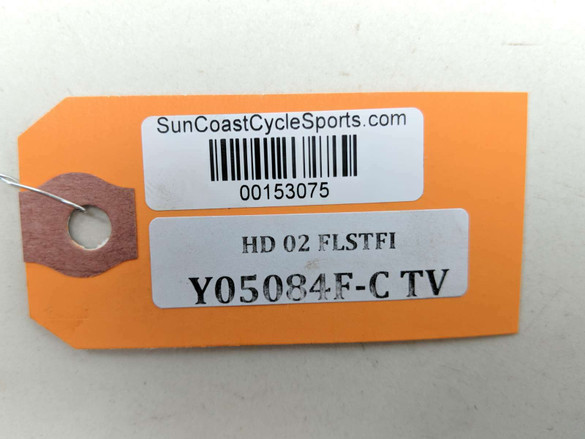 SunCoastCycleSports.com
00153075
HD 02 FLSTFI
Y05084F-C TV